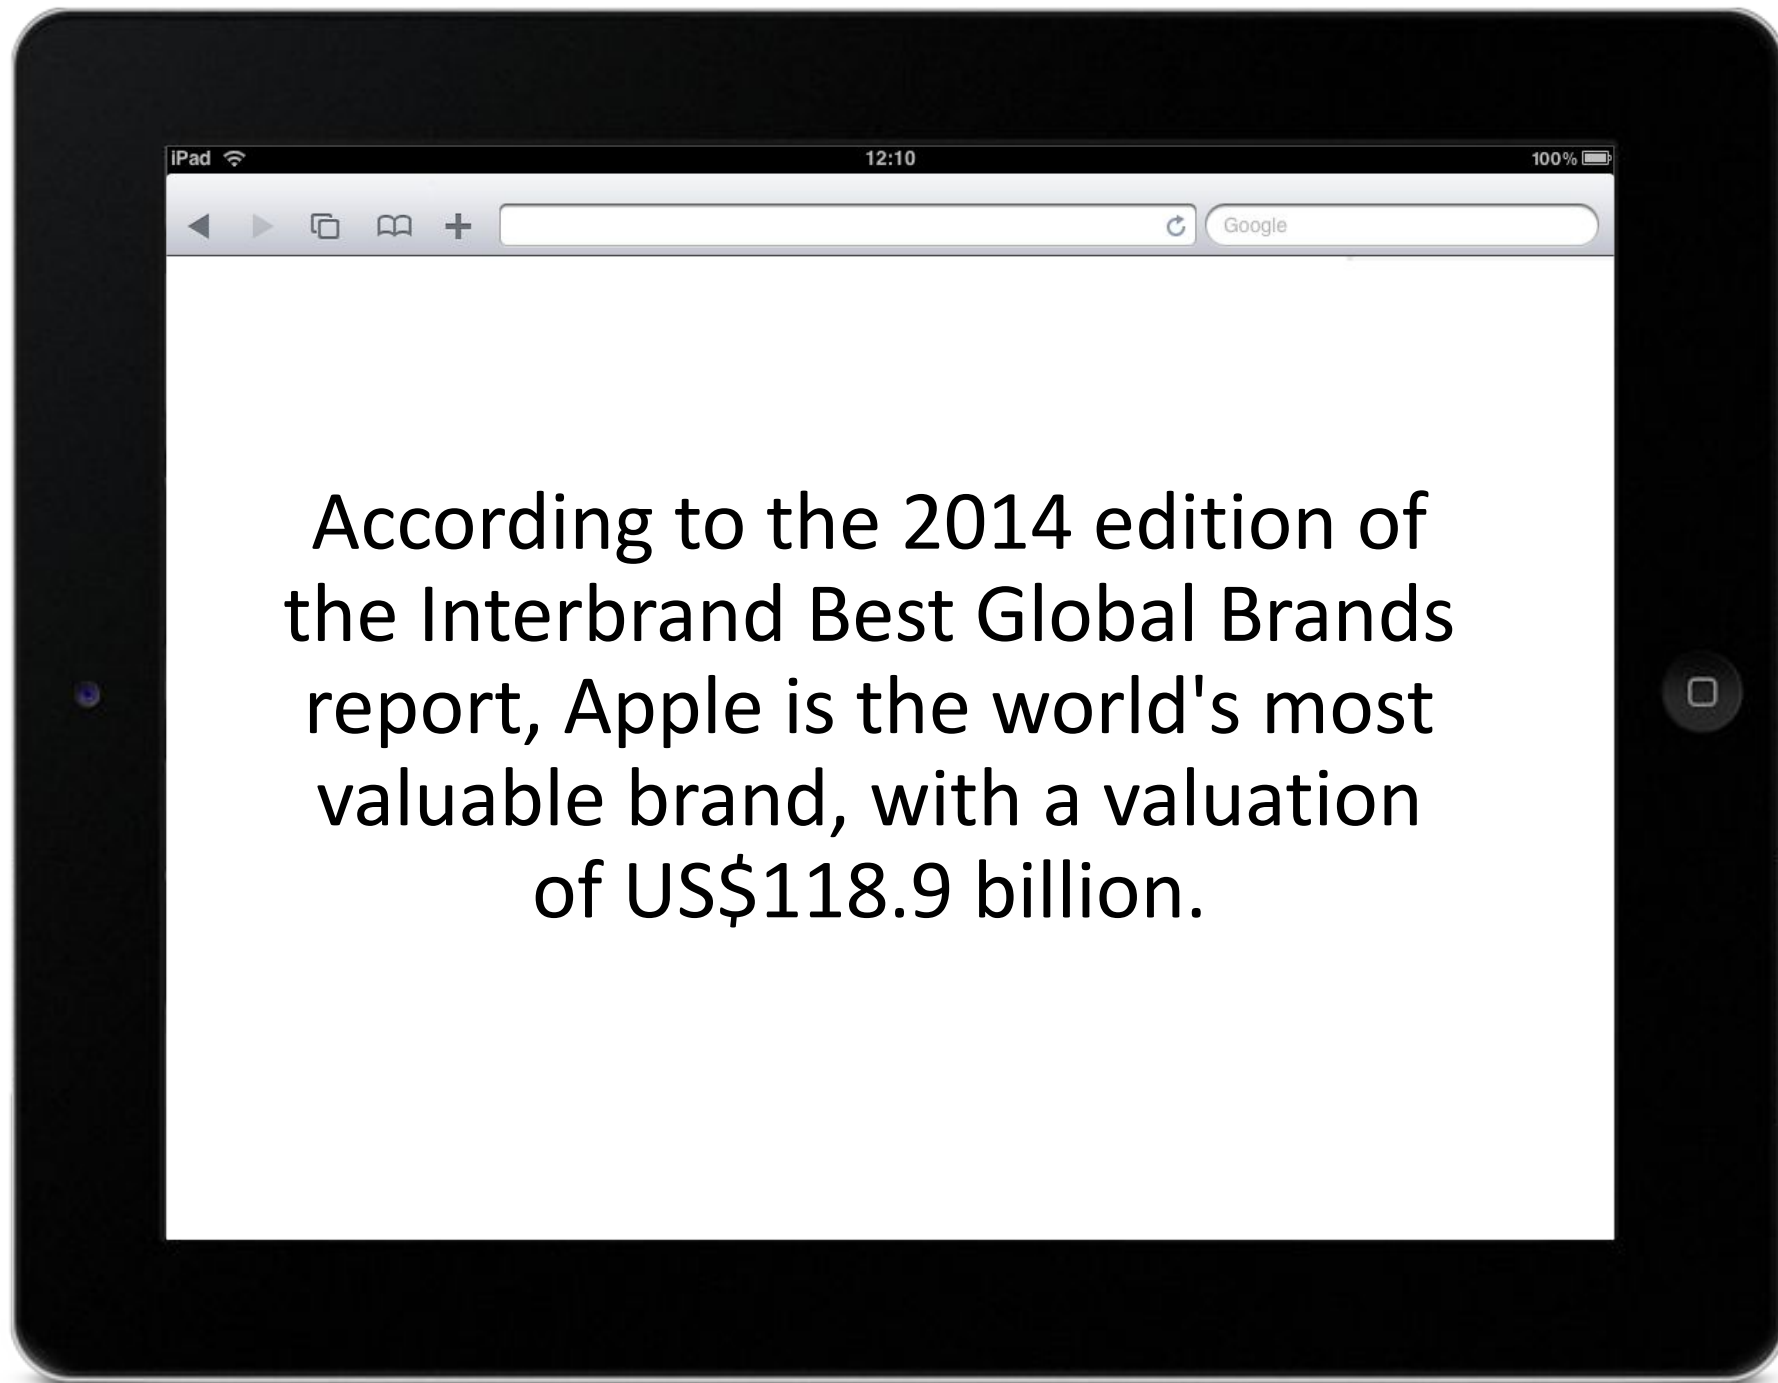 iPad 12:10 100%
Google
According to the 2014 edition of
the Interbrand Best Global Brands
report, Apple is the world's most
valuable brand, with a valuation
of US$118.9 billion.